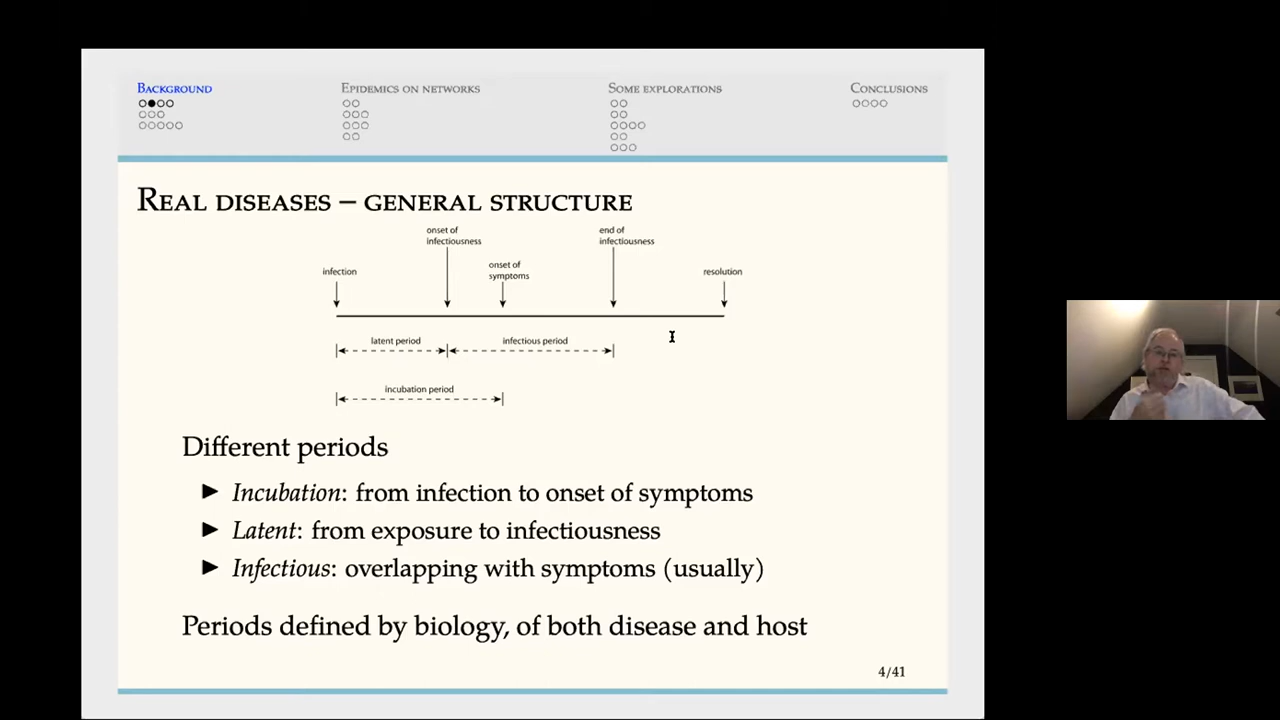 BACKGROUND
EPIDEMICS ON NETWORKS
SOME EXPLORATIONS
CONCLUSIONS
REAL DISEASES – GENERAL STRUCTURE
onset of
infectiousness
end of
infectiousness
infection
onset of
symptoms
resolution
latent period
infectious period
incubation period
Different periods
► Incubation: from infection to onset of symptoms
► Latent: from exposure to infectiousness
► Infectious: overlapping with symptoms (usually)
Periods defined by biology, of both disease and host
4/41